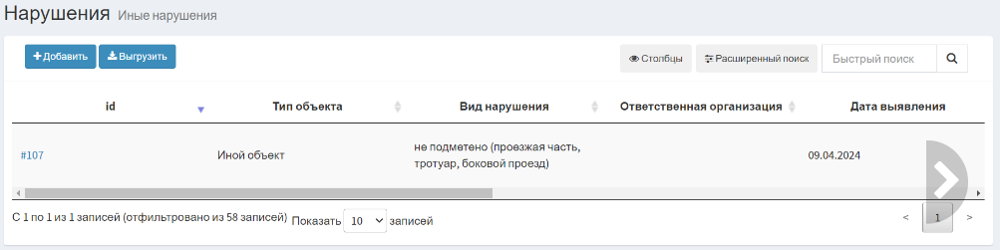 Нарушения Иные нарушения
Добавить Выгрузить Столбцы Расширенный поиск Быстрый поиск
id Тип объекта Вид нарушения Ответственная организация Дата выявления
#107 Иной объект не подметено (проезжая часть, тротуар, боковой проезд) 09.04.2024
С 1 по 1 из 1 записей (отфильтровано из 58 записей) Показать 10 записей < 1 >